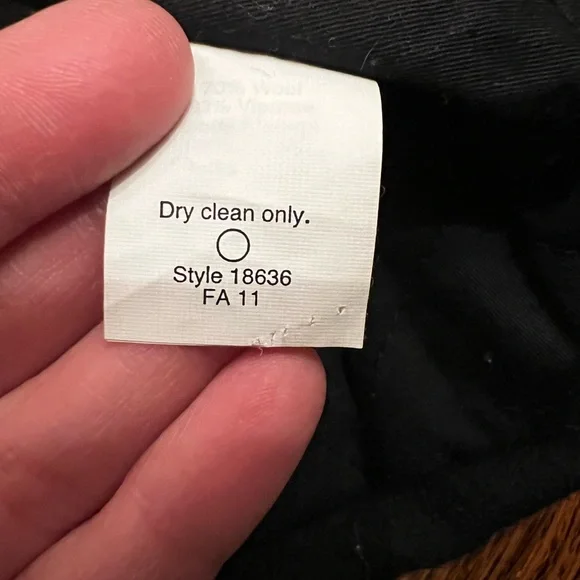 Dry clean only.
Style 18636
FA 11